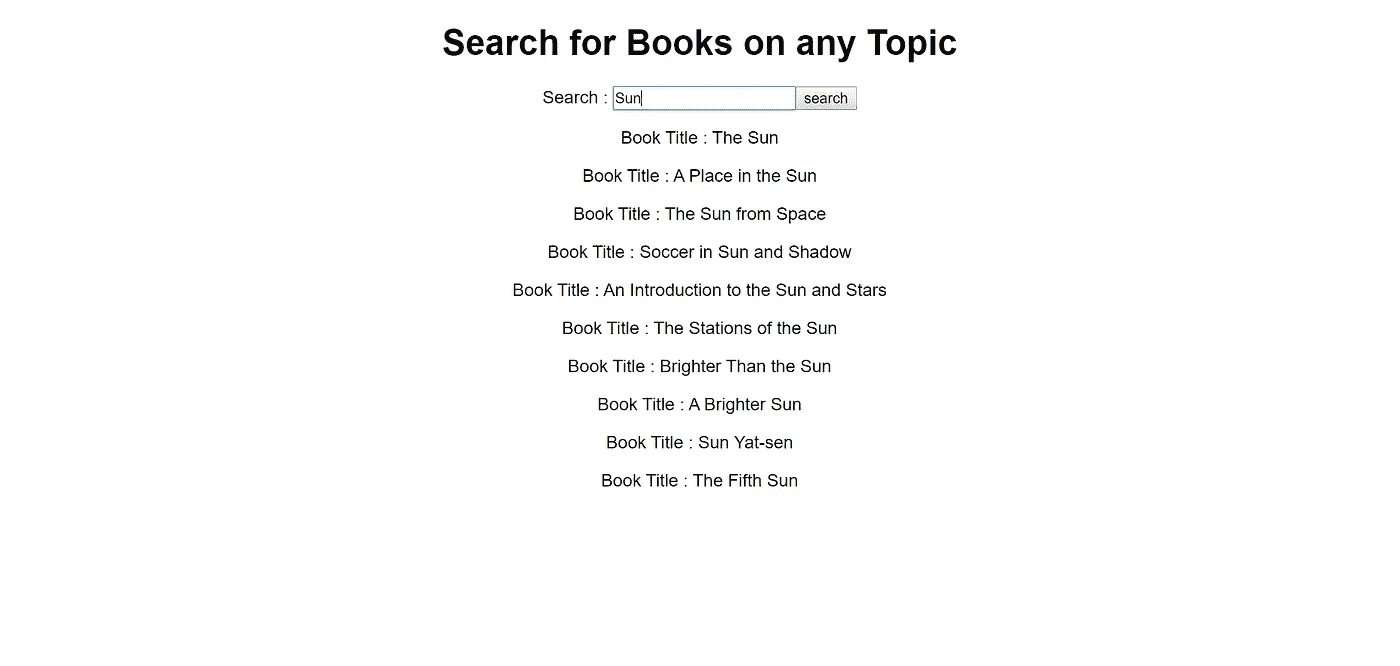 Search for Books on any Topic
Search : Sun search
Book Title : The Sun
Book Title : A Place in the Sun
Book Title : The Sun from Space
Book Title : Soccer in Sun and Shadow
Book Title : An Introduction to the Sun and Stars
Book Title : The Stations of the Sun
Book Title : Brighter Than the Sun
Book Title : A Brighter Sun
Book Title : Sun Yat-sen
Book Title : The Fifth Sun